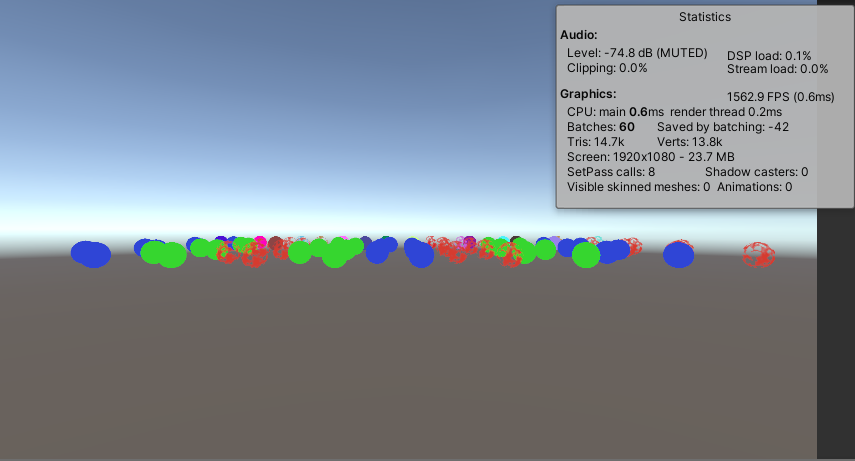 Statistics
Audio:
Level: -74.8 dB (MUTED) DSP load: 0.1%
Clipping: 0.0% Stream load: 0.0%
Graphics: 1562.9 FPS (0.6ms)
CPU: main 0.6ms render thread 0.2ms
Batches: 60 Saved by batching: -42
Tris: 14.7k Verts: 13.8k
Screen: 1920x1080 - 23.7 MB
SetPass calls: 8 Shadow casters: 0
Visible skinned meshes: 0 Animations: 0